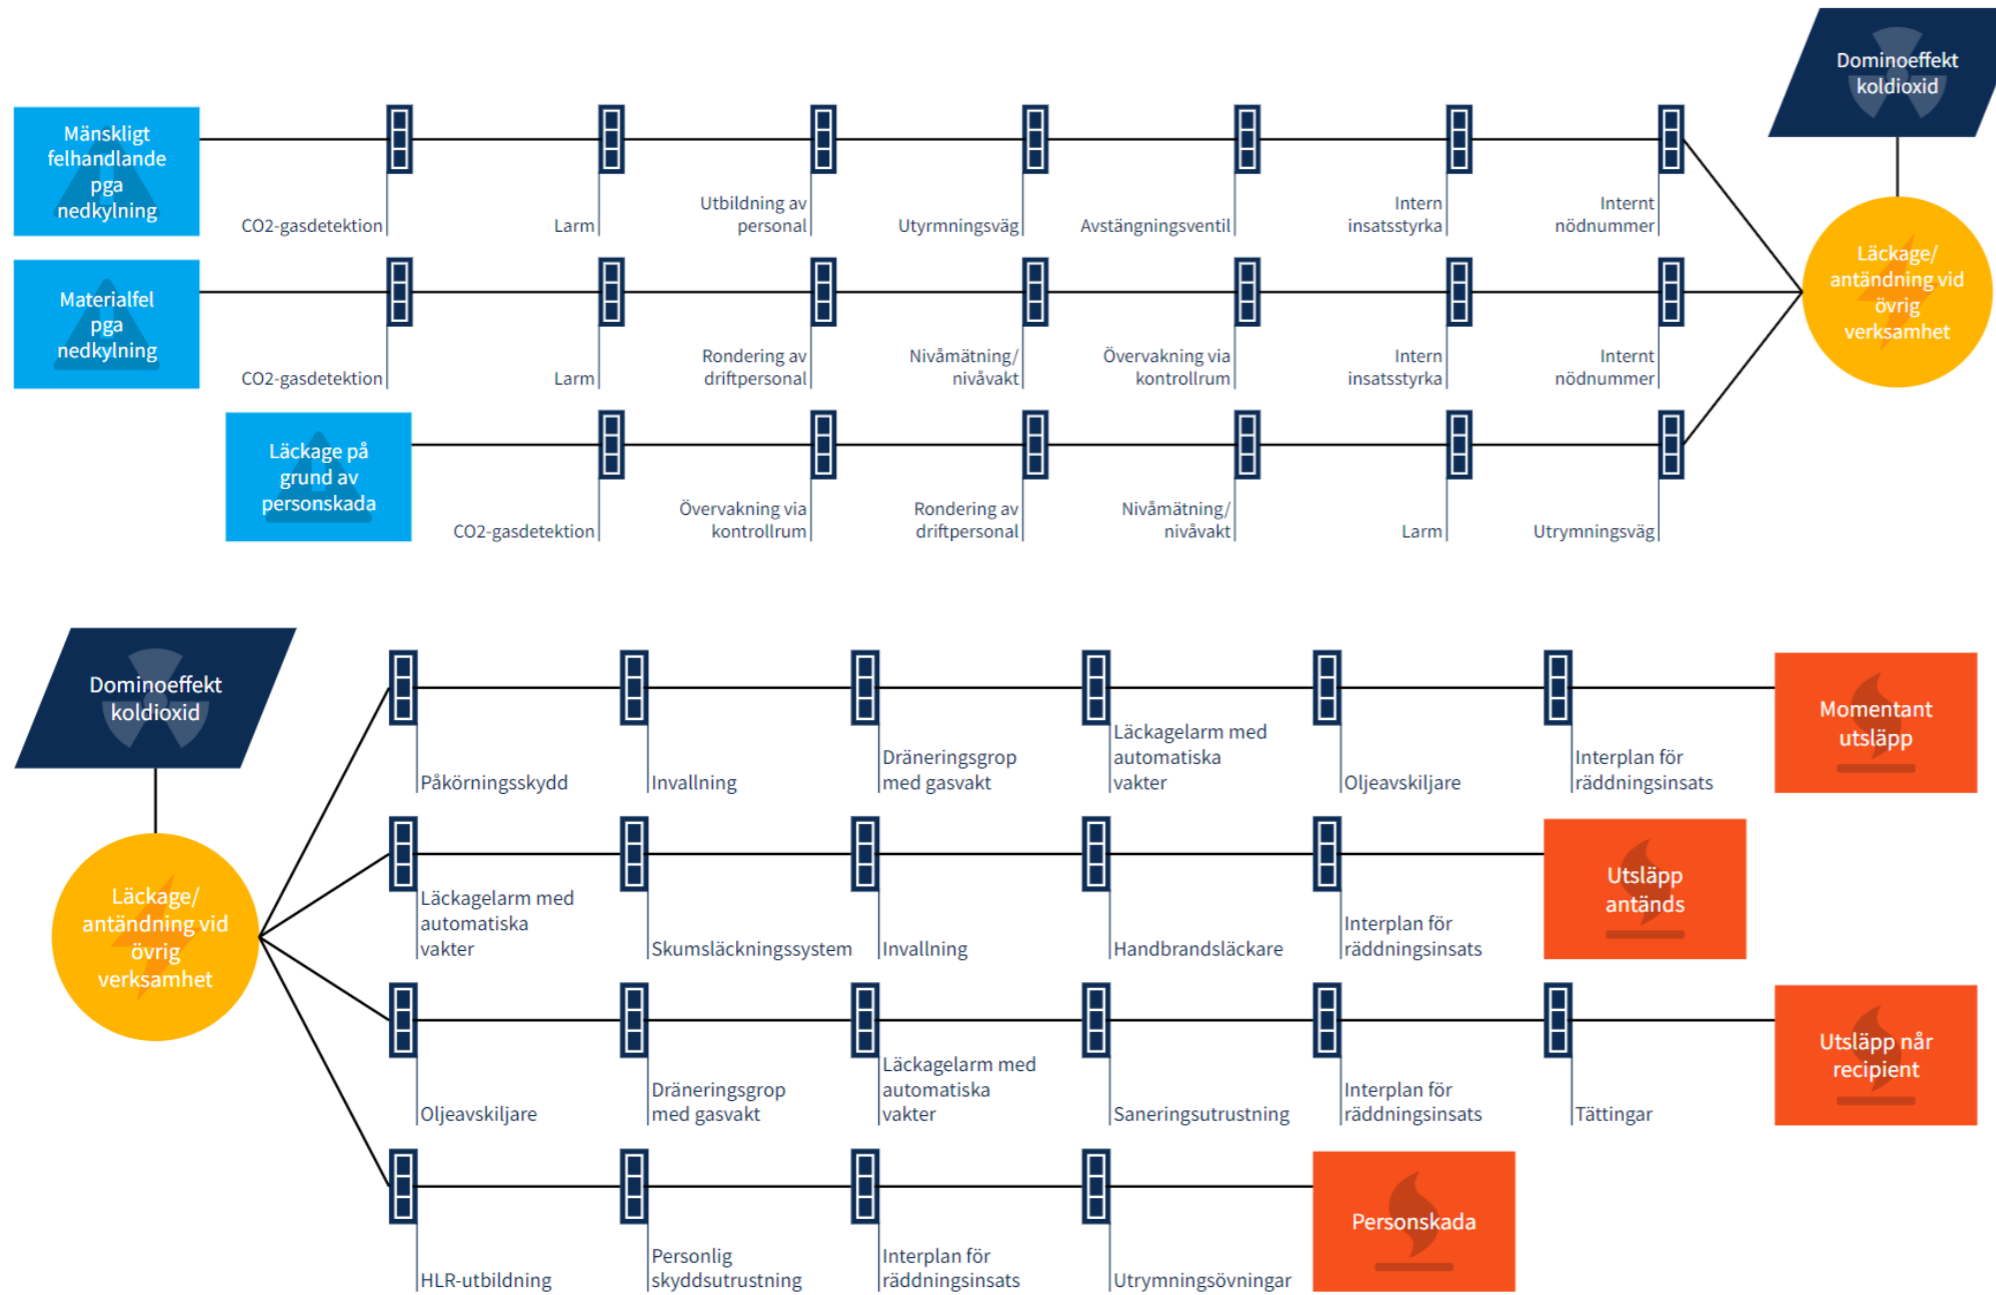 Dominoeffekt
koldioxid
Mänskligt
felhandlande
pga
nedkylning
CO2-gasdetektion
Larm
Utbildning av
personal
Utyrmningsväg
Avstängningsventil
Intern
insatsstyrka
Internt
nödnummer
Läckage/
antändning vid
övrig
verksamhet
Materialfel
pga
nedkylning
CO2-gasdetektion
Larm
Rondering av
driftpersonal
Nivåmätning/
nivåvakt
Övervakning via
kontrollrum
Intern
insatsstyrka
Internt
nödnummer
Läckage på
grund av
personskada
CO2-gasdetektion
Övervakning via
kontrollrum
Rondering av
driftpersonal
Nivåmätning/
nivåvakt
Larm
Utrymningsväg
Dominoeffekt
koldioxid
Läckage/
antändning vid
övrig
verksamhet
Påkörningsskydd
Invallning
Dräneringsgrop
med gasvakt
Läckagelarm med
automatiska
vakter
Oljeavskiljare
Interplan för
räddningsinsats
Momentant
utsläpp
Läckagelarm med
automatiska
vakter
Skumsläckningssystem
Invallning
Handbrandsläckare
Interplan för
räddningsinsats
Utsläpp
antänds
Oljeavskiljare
Dräneringsgrop
med gasvakt
Läckagelarm med
automatiska
vakter
Saneringsutrustning
Interplan för
räddningsinsats
Tättingar
Utsläpp når
recipient
HLR-utbildning
Personlig
skyddsutrustning
Interplan för
räddningsinsats
Utrymningsövningar
Personskada